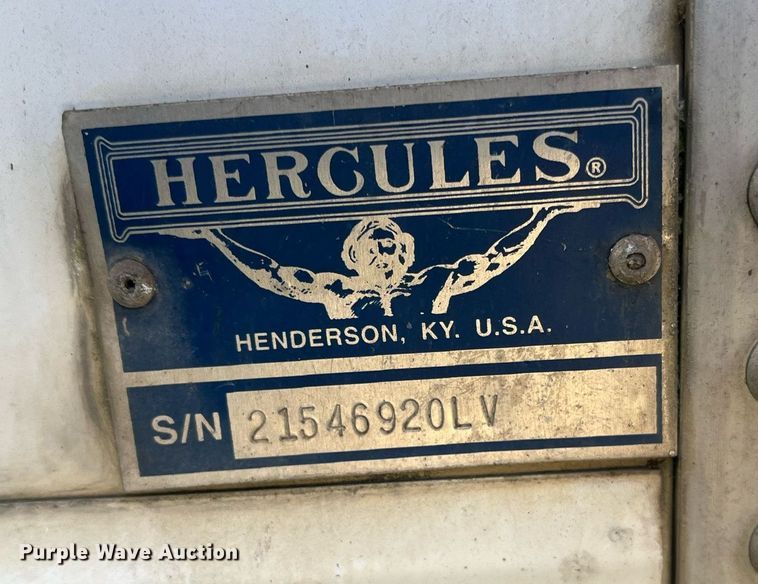 HERCULES®
HENDERSON, KY. U.S.A.
S/N 21546920LV
Purple Wave Auction